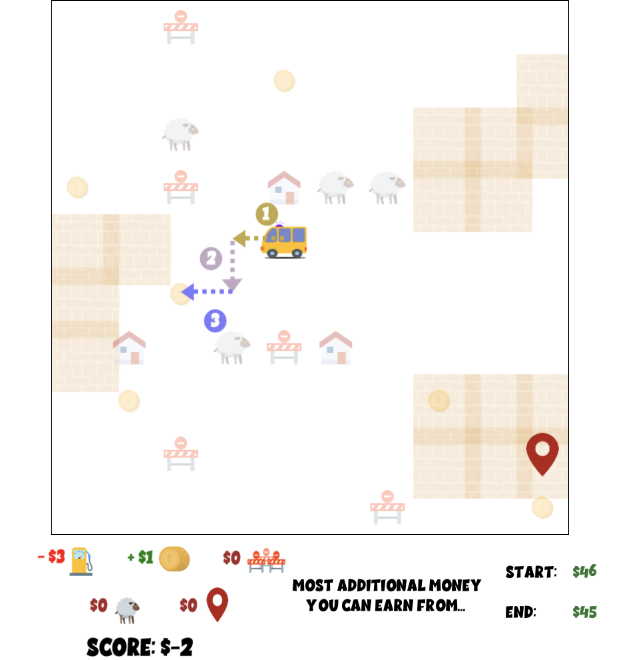 1
2
3
- $3
+ $1
$0
$0
$0
MOST ADDITIONAL MONEY
YOU CAN EARN FROM...
START: $46
END: $45
SCORE: $-2